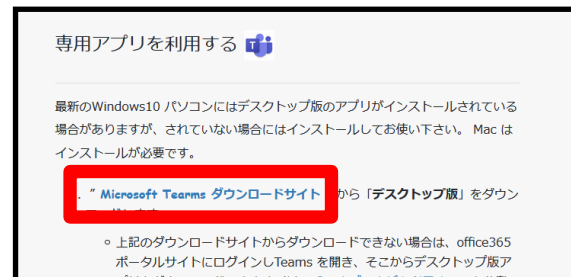 専用アプリを利用する
最新のWindows10 パソコンにはデスクトップ版のアプリがインストールされている
場合がありますが、されていない場合にはインストールしてお使い下さい。 Mac は
インストールが必要です。
. " Microsoft Tearms ダウンロードサイト から「デスクトップ版」をダウン
◦ 上記のダウンロードサイトからダウンロードできない場合は、office365
ポータルサイトにログインしTeams を開き、そこからデスクトップ版ア